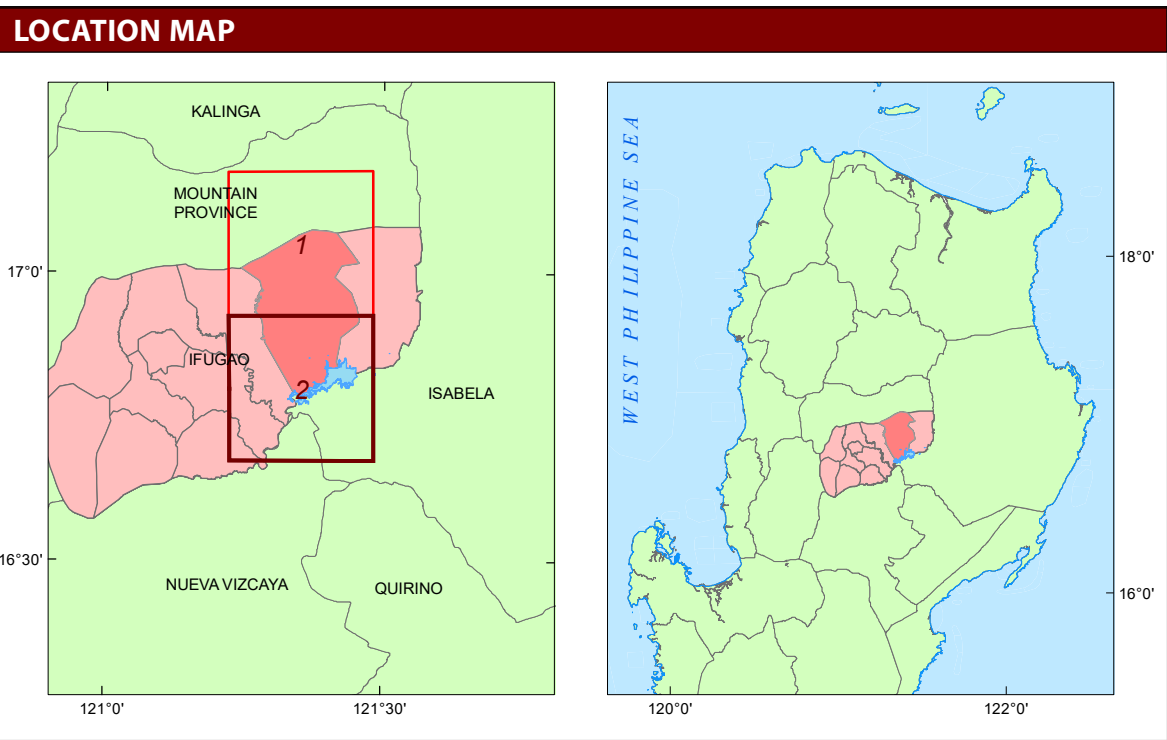 LOCATION MAP
KALINGA
MOUNTAIN
PROVINCE
1
17°0'
IFUGAO
2
ISABELA
16°30'
NUEVA VIZCAYA
QUIRINO
121°0'
121°30'
WEST PHILIPPINE SEA
18°0'
16°0'
120°0'
122°0'